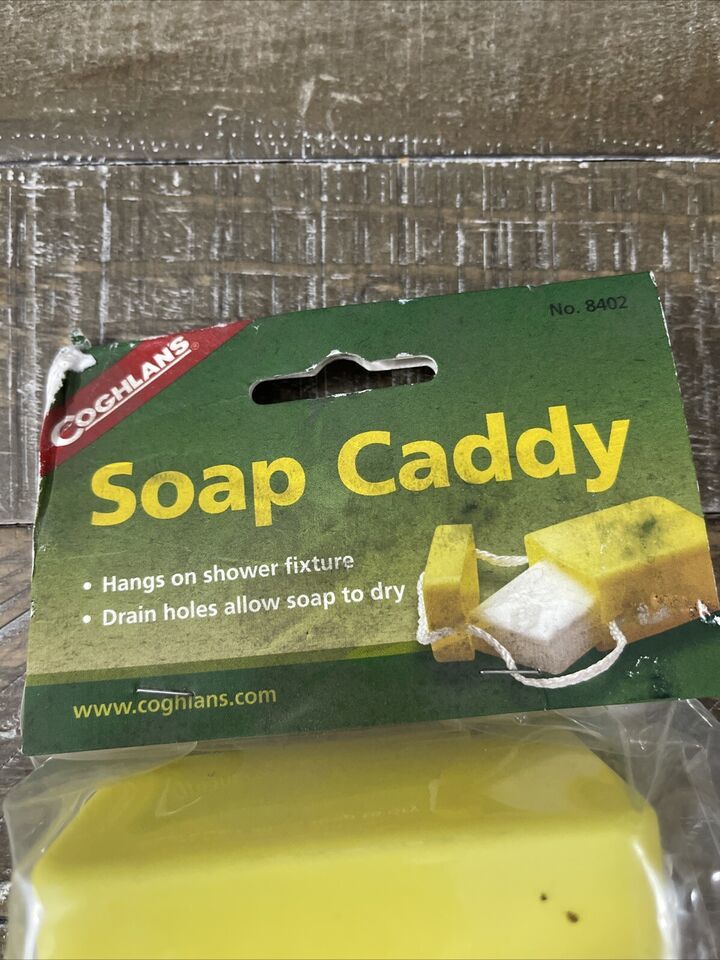 No. 8402
COGHLANS®
Soap Caddy
• Hangs on shower fixture
• Drain holes allow soap to dry
www.coghlans.com